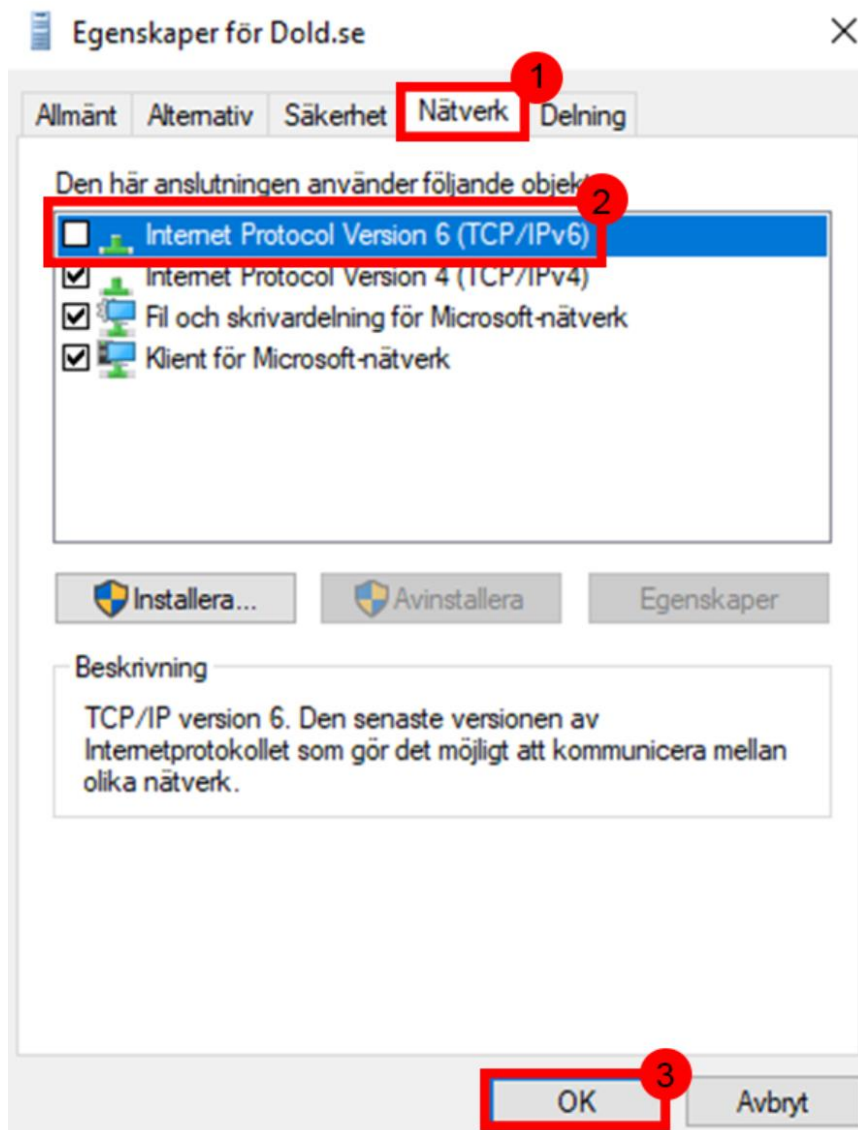 Egenskaper för Dold.se
1
Allmänt Alternativ Säkerhet Nätverk Delning
Den här anslutningen använder följande objekt
2
Internet Protocol Version 6 (TCP/IPv6)
Internet Protocol Version 4 (TCP/IPv4)
Fil och skrivardelning för Microsoft-nätverk
Klient för Microsoft-nätverk
Installera... Avinstallera Egenskaper
Beskrivning
TCP/IP version 6. Den senaste versionen av
Internetprotokollet som gör det möjligt att kommunicera mellan
olika nätverk.
3
OK Avbryt